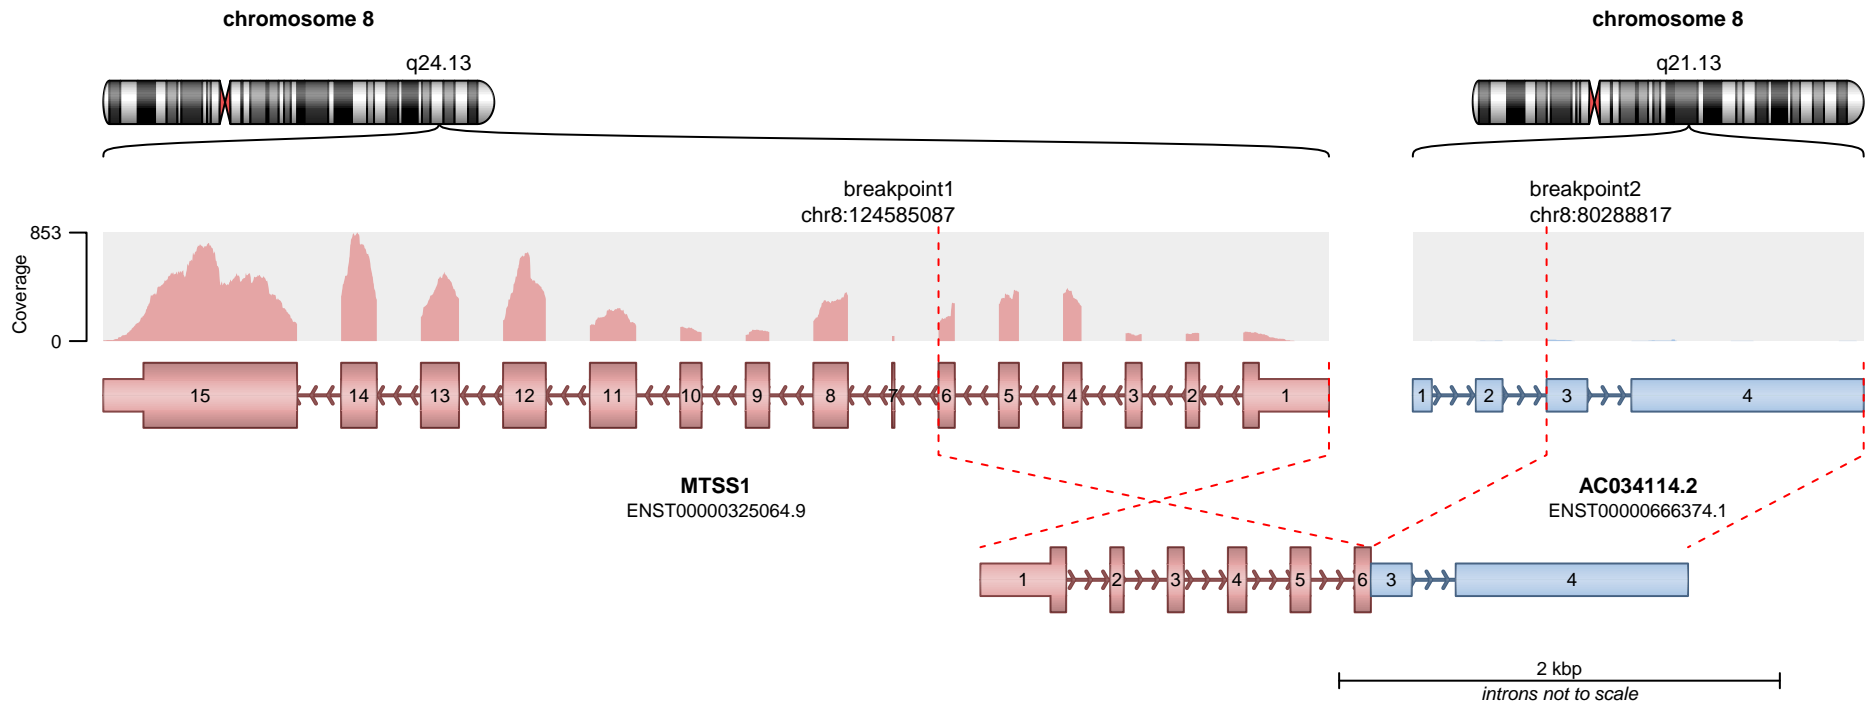 chromosome 8
chromosome 8
q24.13
q21.13
breakpoint1
chr8:124585087
breakpoint2
chr8:80288817
853
0
Coverage
15 14 13 12 11 10 9 8 7 6 5 4 3 2 1
1 2 3 4
MTSS1
ENST00000325064.9
AC034114.2
ENST00000666374.1
1 2 3 4 5 6 3 4
2 kbp
introns not to scale